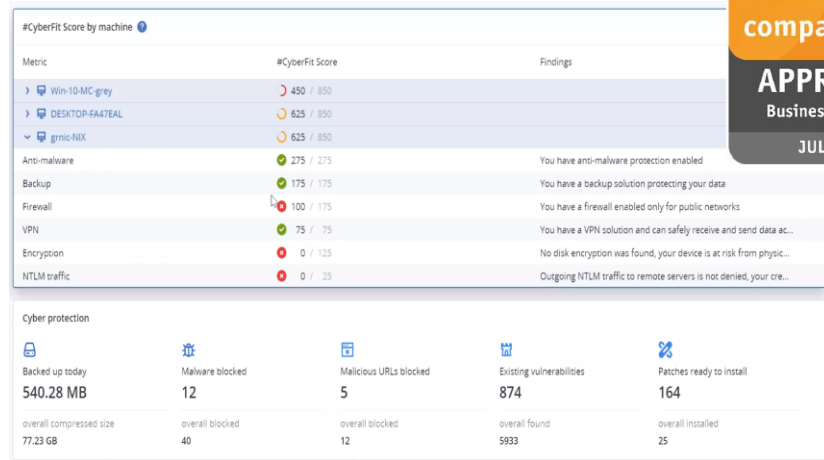 #CyberFit Score by machine ?
Metric #CyberFit Score Findings
Win-10-MC-grey 450 / 850
DESKTOP-FA47EAL 625 / 850
grnic-NIX 625 / 850
Anti-malware 275 / 275 You have anti-malware protection enabled
Backup 175 / 175 You have a backup solution protecting your data
Firewall 100 / 175 You have a firewall enabled only for public networks
VPN 75 / 75 You have a VPN solution and can safely receive and send data ac...
Encryption 0 / 125 No disk encryption was found, your device is at risk from physic...
NTLM traffic 0 / 25 Outgoing NTLM traffic to remote servers is not denied, your cre...
compa
APPR
Busines
JUL
Cyber protection
Backed up today Malware blocked Malicious URLs blocked Existing vulnerabilities Patches ready to install
540.28 MB 12 5 874 164
overall compressed size overall blocked overall blocked overall found overall installed
77.23 GB 40 12 5933 25